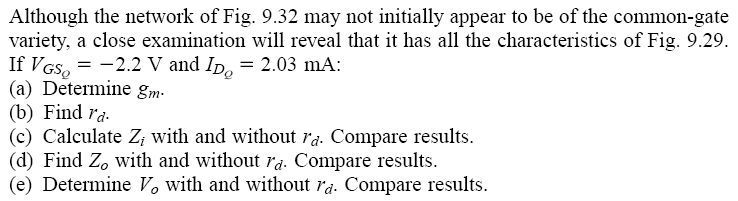 Although the network of Fig. 9.32 may not initially appear to be of the common-gate
variety, a close examination will reveal that it has all the characteristics of Fig. 9.29.
If V_{GS_Q} = −2.2 V and I_{D_Q} = 2.03 mA:
(a) Determine g_m.
(b) Find r_d.
(c) Calculate Z_i with and without r_d. Compare results.
(d) Find Z_o with and without r_d. Compare results.
(e) Determine V_o with and without r_d. Compare results.